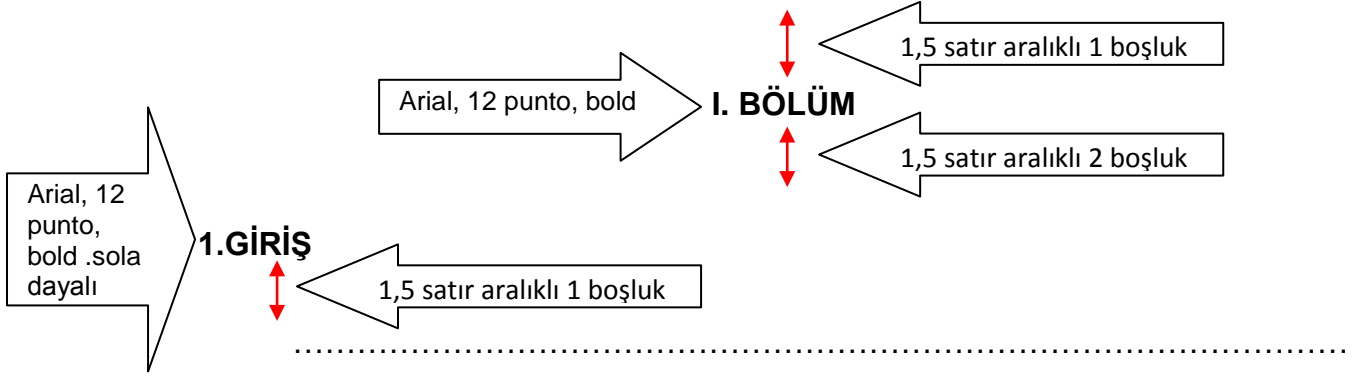 1,5 satır aralıklı 1 boşluk
Arial, 12 punto, bold
I. BÖLÜM
1,5 satır aralıklı 2 boşluk
Arial, 12
punto,
bold .sola
dayalı
1.GİRİŞ
1,5 satır aralıklı 1 boşluk
……………………………………………………………………………………